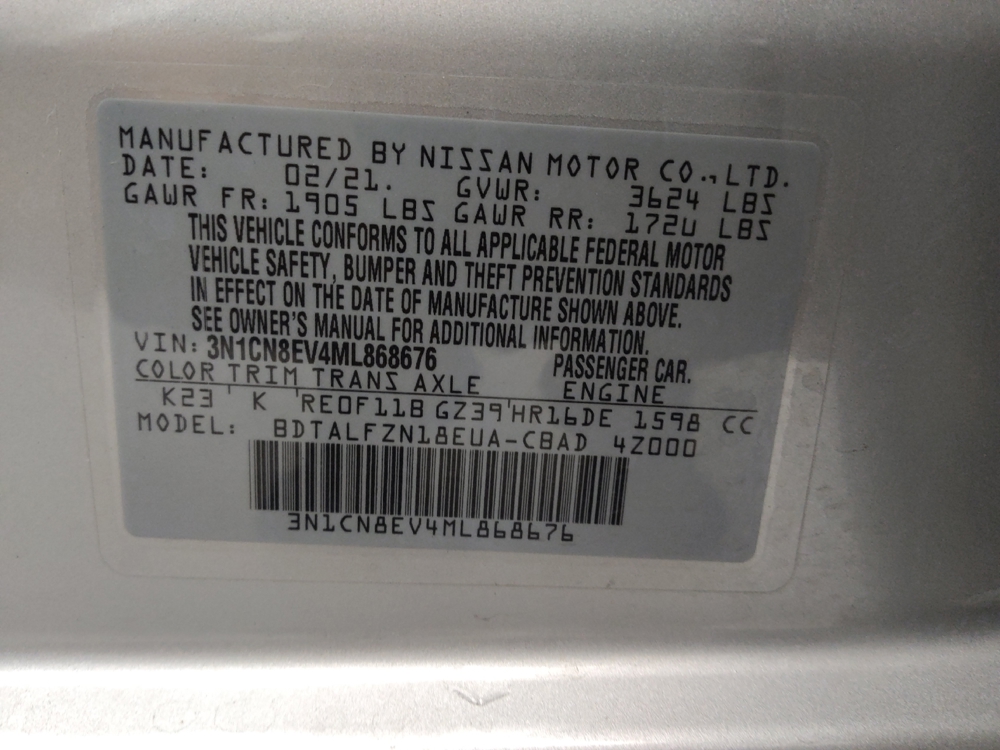 MANUFACTURED BY NISSAN MOTOR CO., LTD.
DATE: 02/21. GVWR: 3624 LBS
GAWR FR: 1905 LBS GAWR RR: 1720 LBS
THIS VEHICLE CONFORMS TO ALL APPLICABLE FEDERAL MOTOR
VEHICLE SAFETY, BUMPER AND THEFT PREVENTION STANDARDS
IN EFFECT ON THE DATE OF MANUFACTURE SHOWN ABOVE.
SEE OWNER'S MANUAL FOR ADDITIONAL INFORMATION.
VIN: 3N1CN8EV4ML868676 PASSENGER CAR.
COLOR TRIM TRANS AXLE ENGINE
K23 ' K 'RE0F11B GZ39'HR16DE 1598 CC
MODEL: BDTALFZN18EUA-CBAD 4Z000
3N1CN8EV4ML868676